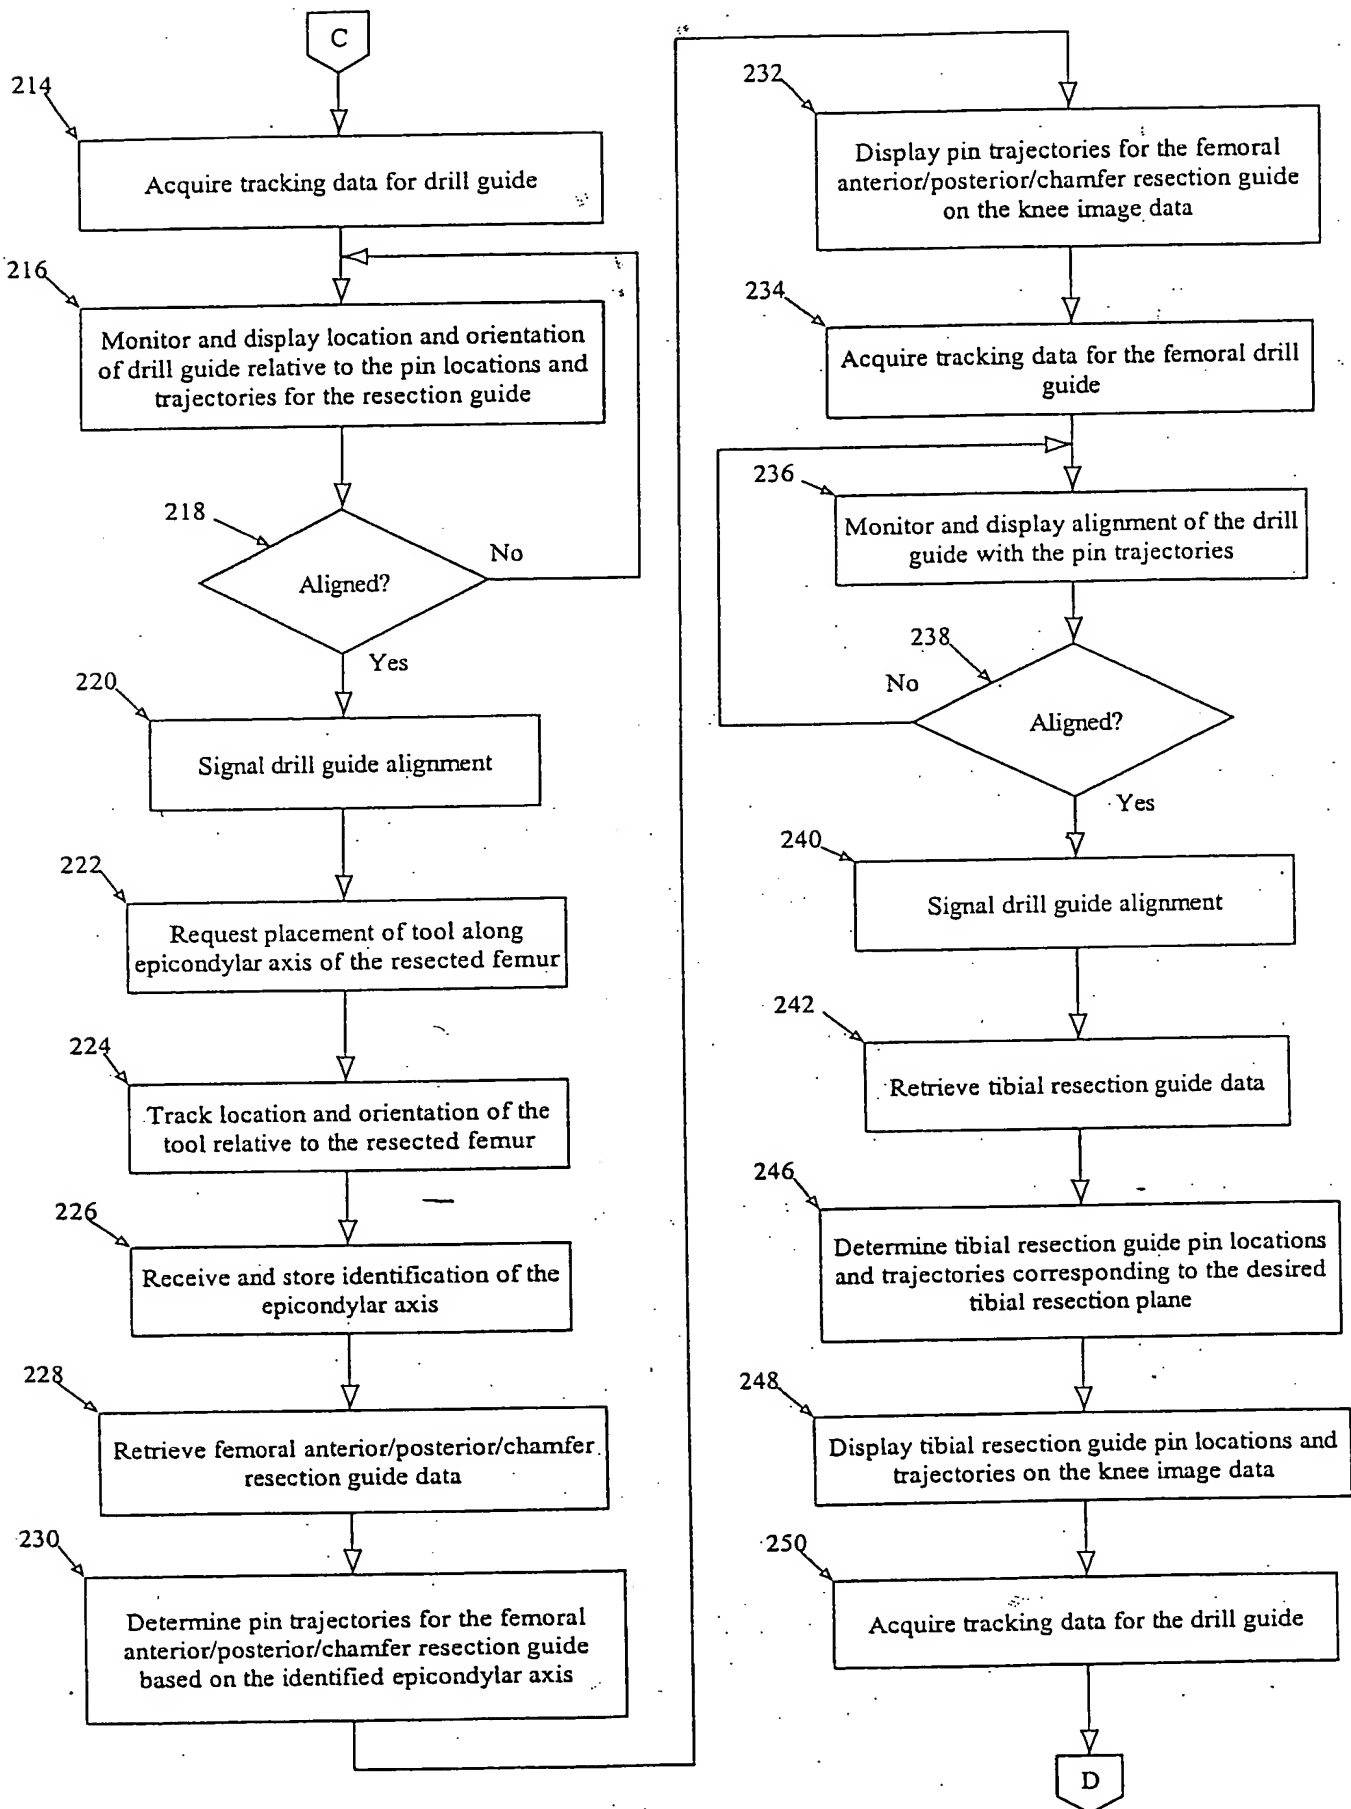 C
214
Acquire tracking data for drill guide
216
Monitor and display location and orientation
of drill guide relative to the pin locations and
trajectories for the resection guide
218
Aligned?
No
Yes
220
Signal drill guide alignment
222
Request placement of tool along
epicondylar axis of the resected femur
224
Track location and orientation of the
tool relative to the resected femur
226
Receive and store identification of the
epicondylar axis
228
Retrieve femoral anterior/posterior/chamfer
resection guide data
230
Determine pin trajectories for the femoral
anterior/posterior/chamfer resection guide
based on the identified epicondylar axis
232
Display pin trajectories for the femoral
anterior/posterior/chamfer resection guide
on the knee image data
234
Acquire tracking data for the femoral drill
guide
236
Monitor and display alignment of the drill
guide with the pin trajectories
238
No
Aligned?
Yes
240
Signal drill guide alignment
242
Retrieve tibial resection guide data
246
Determine tibial resection guide pin locations
and trajectories corresponding to the desired
tibial resection plane
248
Display tibial resection guide pin locations and
trajectories on the knee image data
250
Acquire tracking data for the drill guide
D